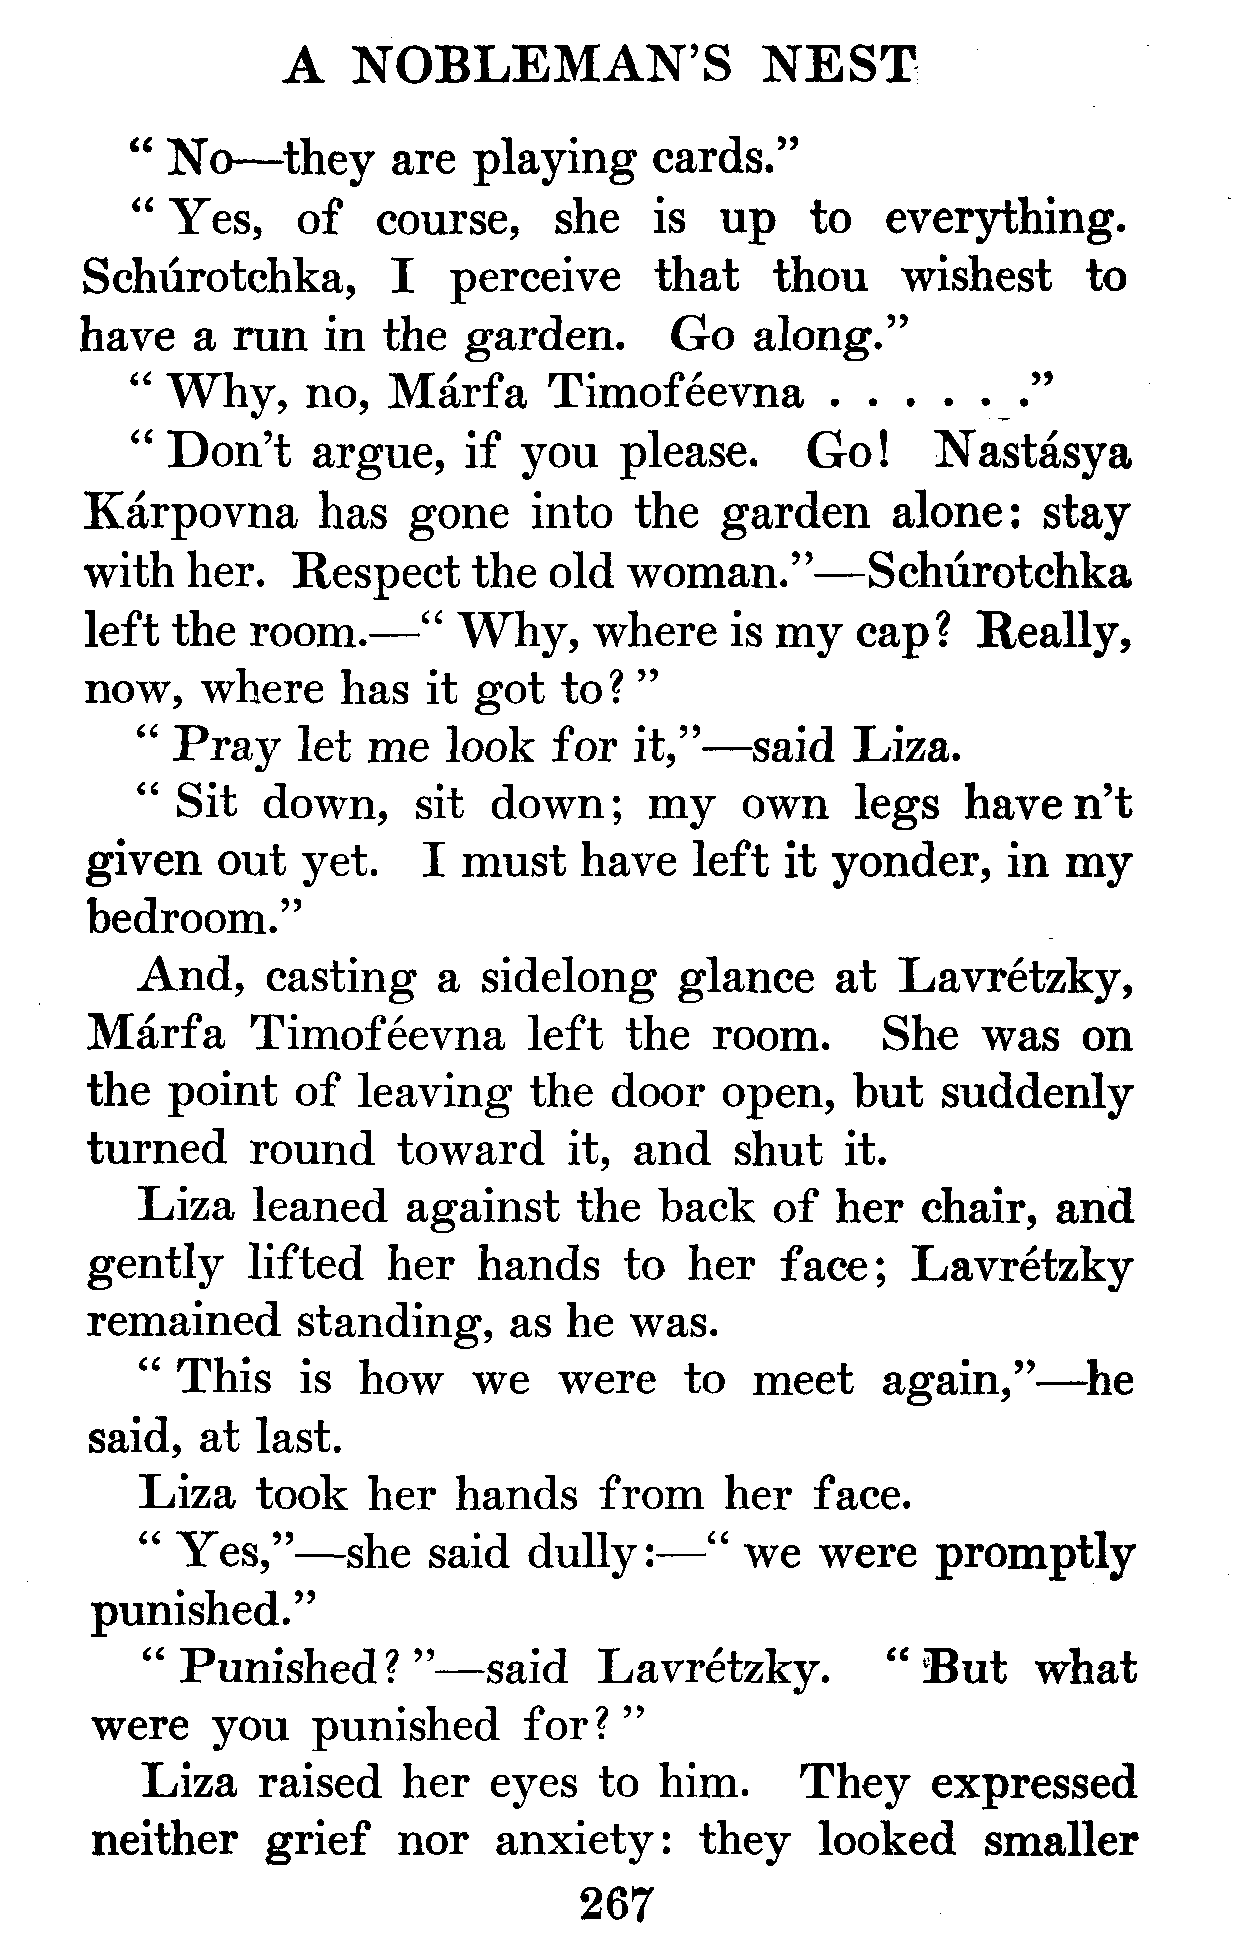 A NOBLEMAN'S NEST
“ No—they are playing cards.”
“ Yes, of course, she is up to everything.
Schúrotchka, I perceive that thou wishest to
have a run in the garden. Go along.”
“ Why, no, Márfa Timoféevna . . . . . .”
“ Don't argue, if you please. Go! Nastásya
Kárpovna has gone into the garden alone: stay
with her. Respect the old woman.”—Schúrotchka
left the room.—“ Why, where is my cap? Really,
now, where has it got to? ”
“ Pray let me look for it,”—said Liza.
“ Sit down, sit down; my own legs have n't
given out yet. I must have left it yonder, in my
bedroom.”
And, casting a sidelong glance at Lavrétzky,
Márfa Timoféevna left the room. She was on
the point of leaving the door open, but suddenly
turned round toward it, and shut it.
Liza leaned against the back of her chair, and
gently lifted her hands to her face; Lavrétzky
remained standing, as he was.
“ This is how we were to meet again,”—he
said, at last.
Liza took her hands from her face.
“ Yes,”—she said dully:—“ we were promptly
punished.”
“ Punished? ”—said Lavrétzky. “ But what
were you punished for? ”
Liza raised her eyes to him. They expressed
neither grief nor anxiety: they looked smaller
267